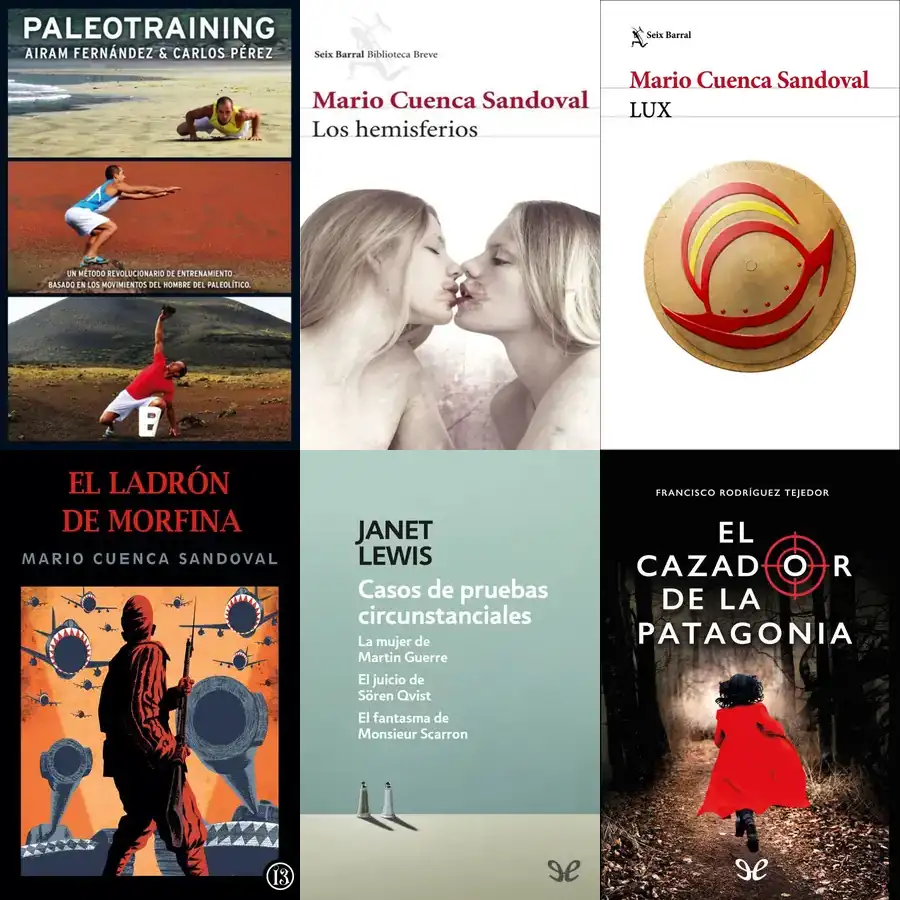 PALEOTRAINING
AIRAM FERNÁNDEZ & CARLOS PÉREZ
UN MÉTODO REVOLUCIONARIO DE ENTRENAMIENTO
BASADO EN LOS MOVIMIENTOS DEL HOMBRE DEL PALEOLÍTICO.
Seix Barral Biblioteca Breve
Mario Cuenca Sandoval
Los hemisferios
Seix Barral
Mario Cuenca Sandoval
LUX
EL LADRÓN
DE MORFINA
MARIO CUENCA SANDOVAL
13
JANET
LEWIS
Casos de pruebas
circunstanciales
La mujer de
Martin Guerre
El juicio de
Sören Qvist
El fantasma de
Monsieur Scarron
FRANCISCO RODRÍGUEZ TEJEDOR
EL
CAZADOR
DE LA
PATAGONIA